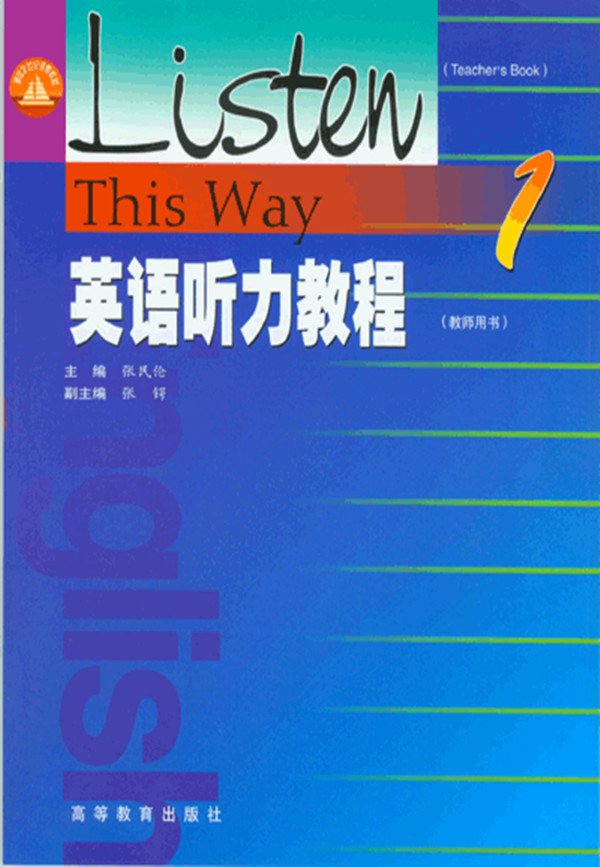 Listen
(Teacher's Book)
This Way
1
英语听力教程
(教师用书)
主 编 张民伦
副主编 张 锷
English
高等教育出版社